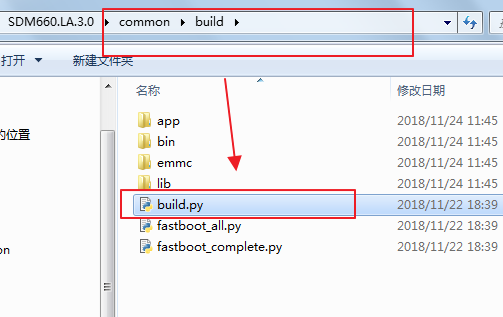 SDM660.LA.3.0 common build
打开 新建文件夹
名称 修改日期
app 2018/11/24 11:45
bin 2018/11/24 11:45
emmc 2018/11/24 11:45
lib 2018/11/24 11:45
build.py 2018/11/22 18:39
fastboot_all.py 2018/11/22 18:39
fastboot_complete.py 2018/11/22 18:39
的位置
on